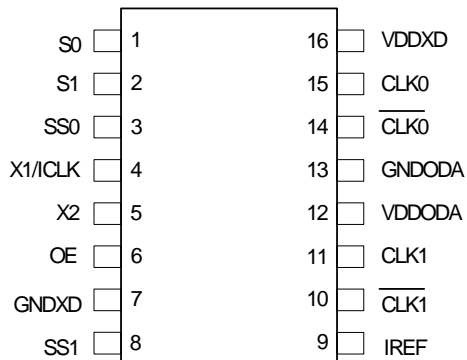 S0 1 16 VDDXD
S1 2 15 CLK0
SS0 3 14 CLK0
X1/ICLK 4 13 GNDODA
X2 5 12 VDDODA
OE 6 11 CLK1
GNDXD 7 10 CLK1
SS1 8 9 IREF